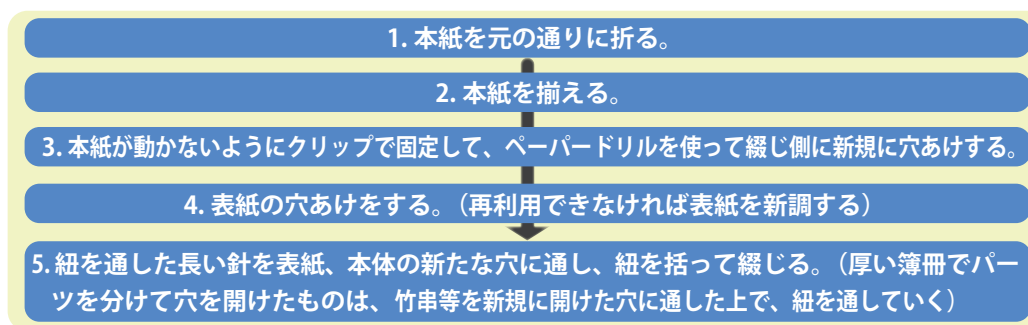 1. 本紙を元の通りに折る。
2. 本紙を揃える。
3. 本紙が動かないようにクリップで固定して、ペーパードリルを使って綴じ側に新規に穴あけする。
4. 表紙の穴あけをする。（再利用できなければ表紙を新調する）
5. 紐を通した長い針を表紙、本体の新たな穴に通し、紐を括って綴じる。（厚い簿冊でパー
ツを分けて穴を開けたものは、竹串等を新規に開けた穴に通した上で、紐を通していく）